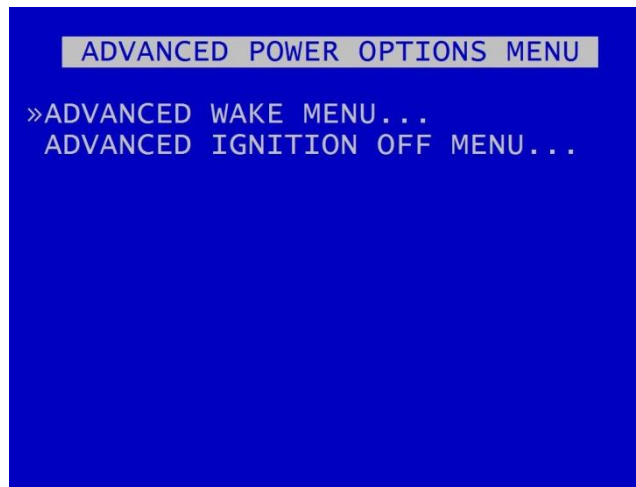 ADVANCED POWER OPTIONS MENU
»ADVANCED WAKE MENU...
ADVANCED IGNITION OFF MENU...